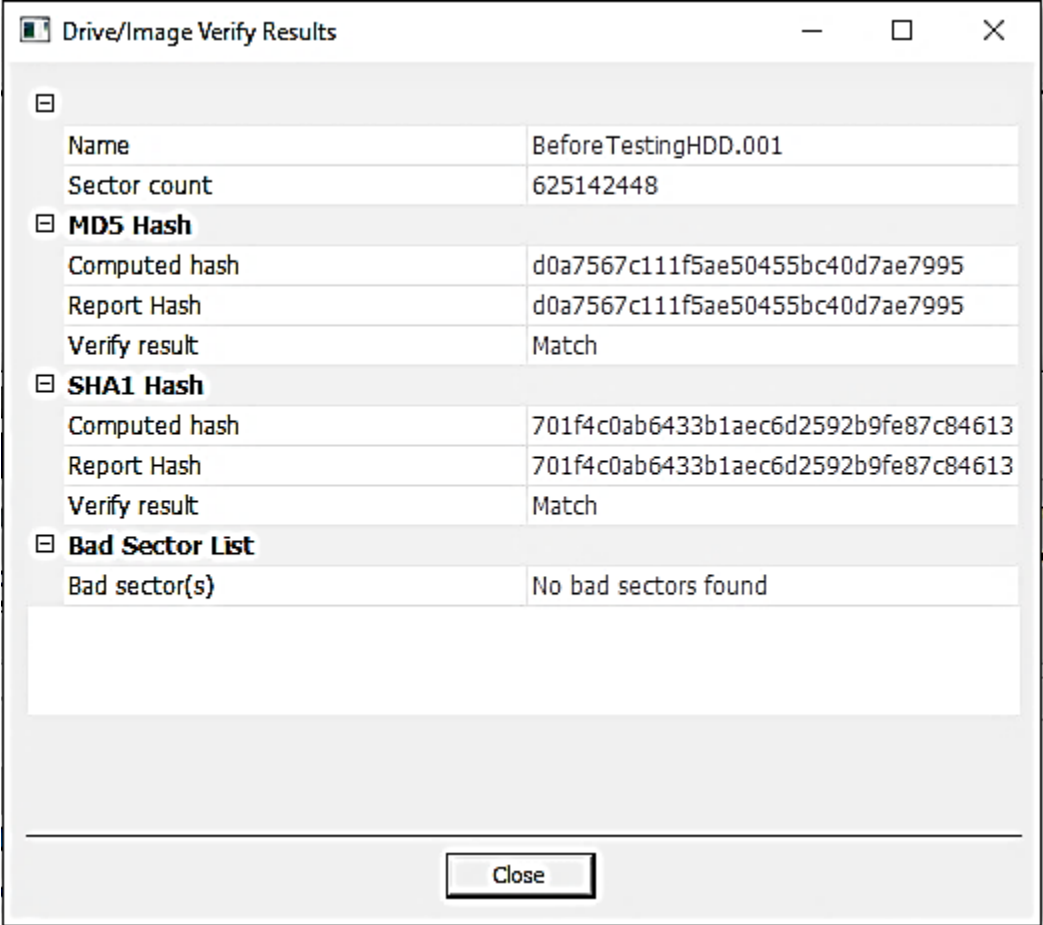 Drive/Image Verify Results
Name BeforeTestingHDD.001
Sector count 625142448
MD5 Hash
Computed hash d0a7567c111f5ae50455bc40d7ae7995
Report Hash d0a7567c111f5ae50455bc40d7ae7995
Verify result Match
SHA1 Hash
Computed hash 701f4c0ab6433b1aec6d2592b9fe87c84613
Report Hash 701f4c0ab6433b1aec6d2592b9fe87c84613
Verify result Match
Bad Sector List
Bad sector(s) No bad sectors found
Close